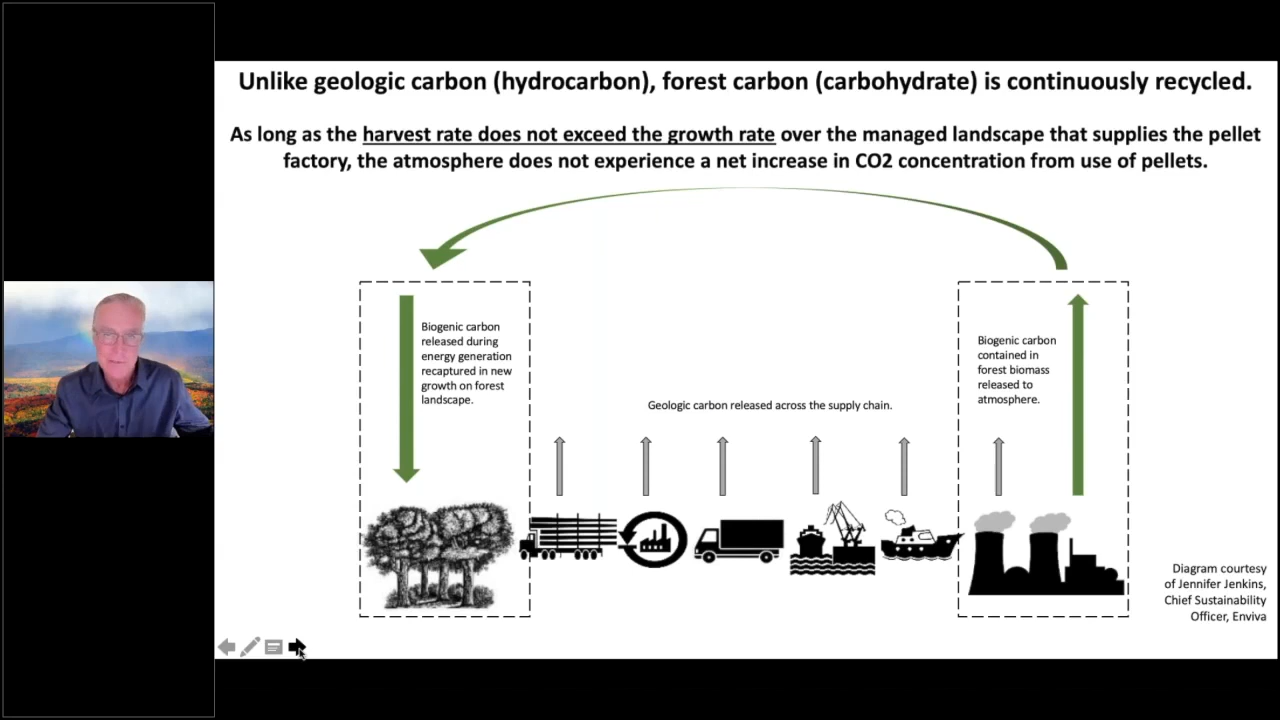 Unlike geologic carbon (hydrocarbon), forest carbon (carbohydrate) is continuously recycled.
As long as the harvest rate does not exceed the growth rate over the managed landscape that supplies the pellet
factory, the atmosphere does not experience a net increase in CO2 concentration from use of pellets.
Biogenic carbon
released during
energy generation
recaptured in new
growth on forest
landscape.
Geologic carbon released across the supply chain.
Biogenic carbon
contained in
forest biomass
released to
atmosphere.
Diagram courtesy
of Jennifer Jenkins,
Chief Sustainability
Officer, Enviva